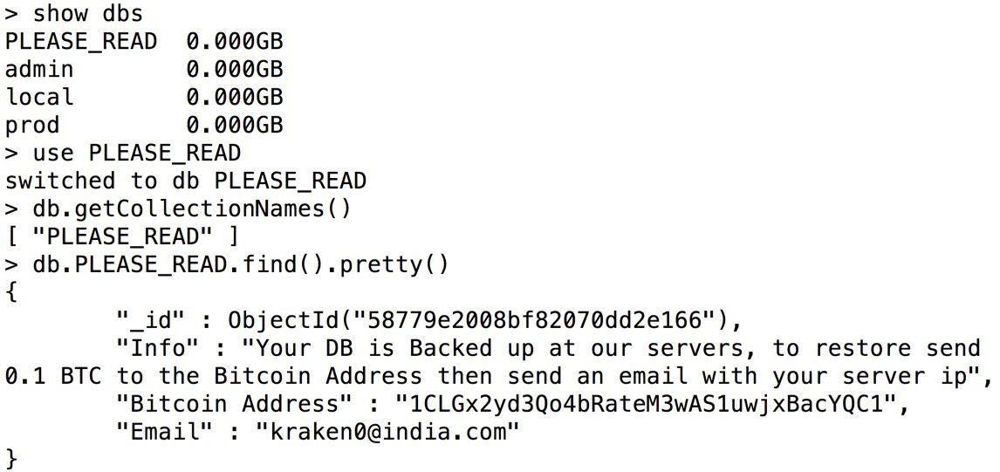 > show dbs
PLEASE_READ  0.000GB
admin        0.000GB
local        0.000GB
prod         0.000GB
> use PLEASE_READ
switched to db PLEASE_READ
> db.getCollectionNames()
[ "PLEASE_READ" ]
> db.PLEASE_READ.find().pretty()
{
        "_id" : ObjectId("58779e2008bf82070dd2e166"),
        "Info" : "Your DB is Backed up at our servers, to restore send
0.1 BTC to the Bitcoin Address then send an email with your server ip",
        "Bitcoin Address" : "1CLGx2yd3Qo4bRateM3wAS1uwjxBacYQC1",
        "Email" : "kraken0@india.com"
}